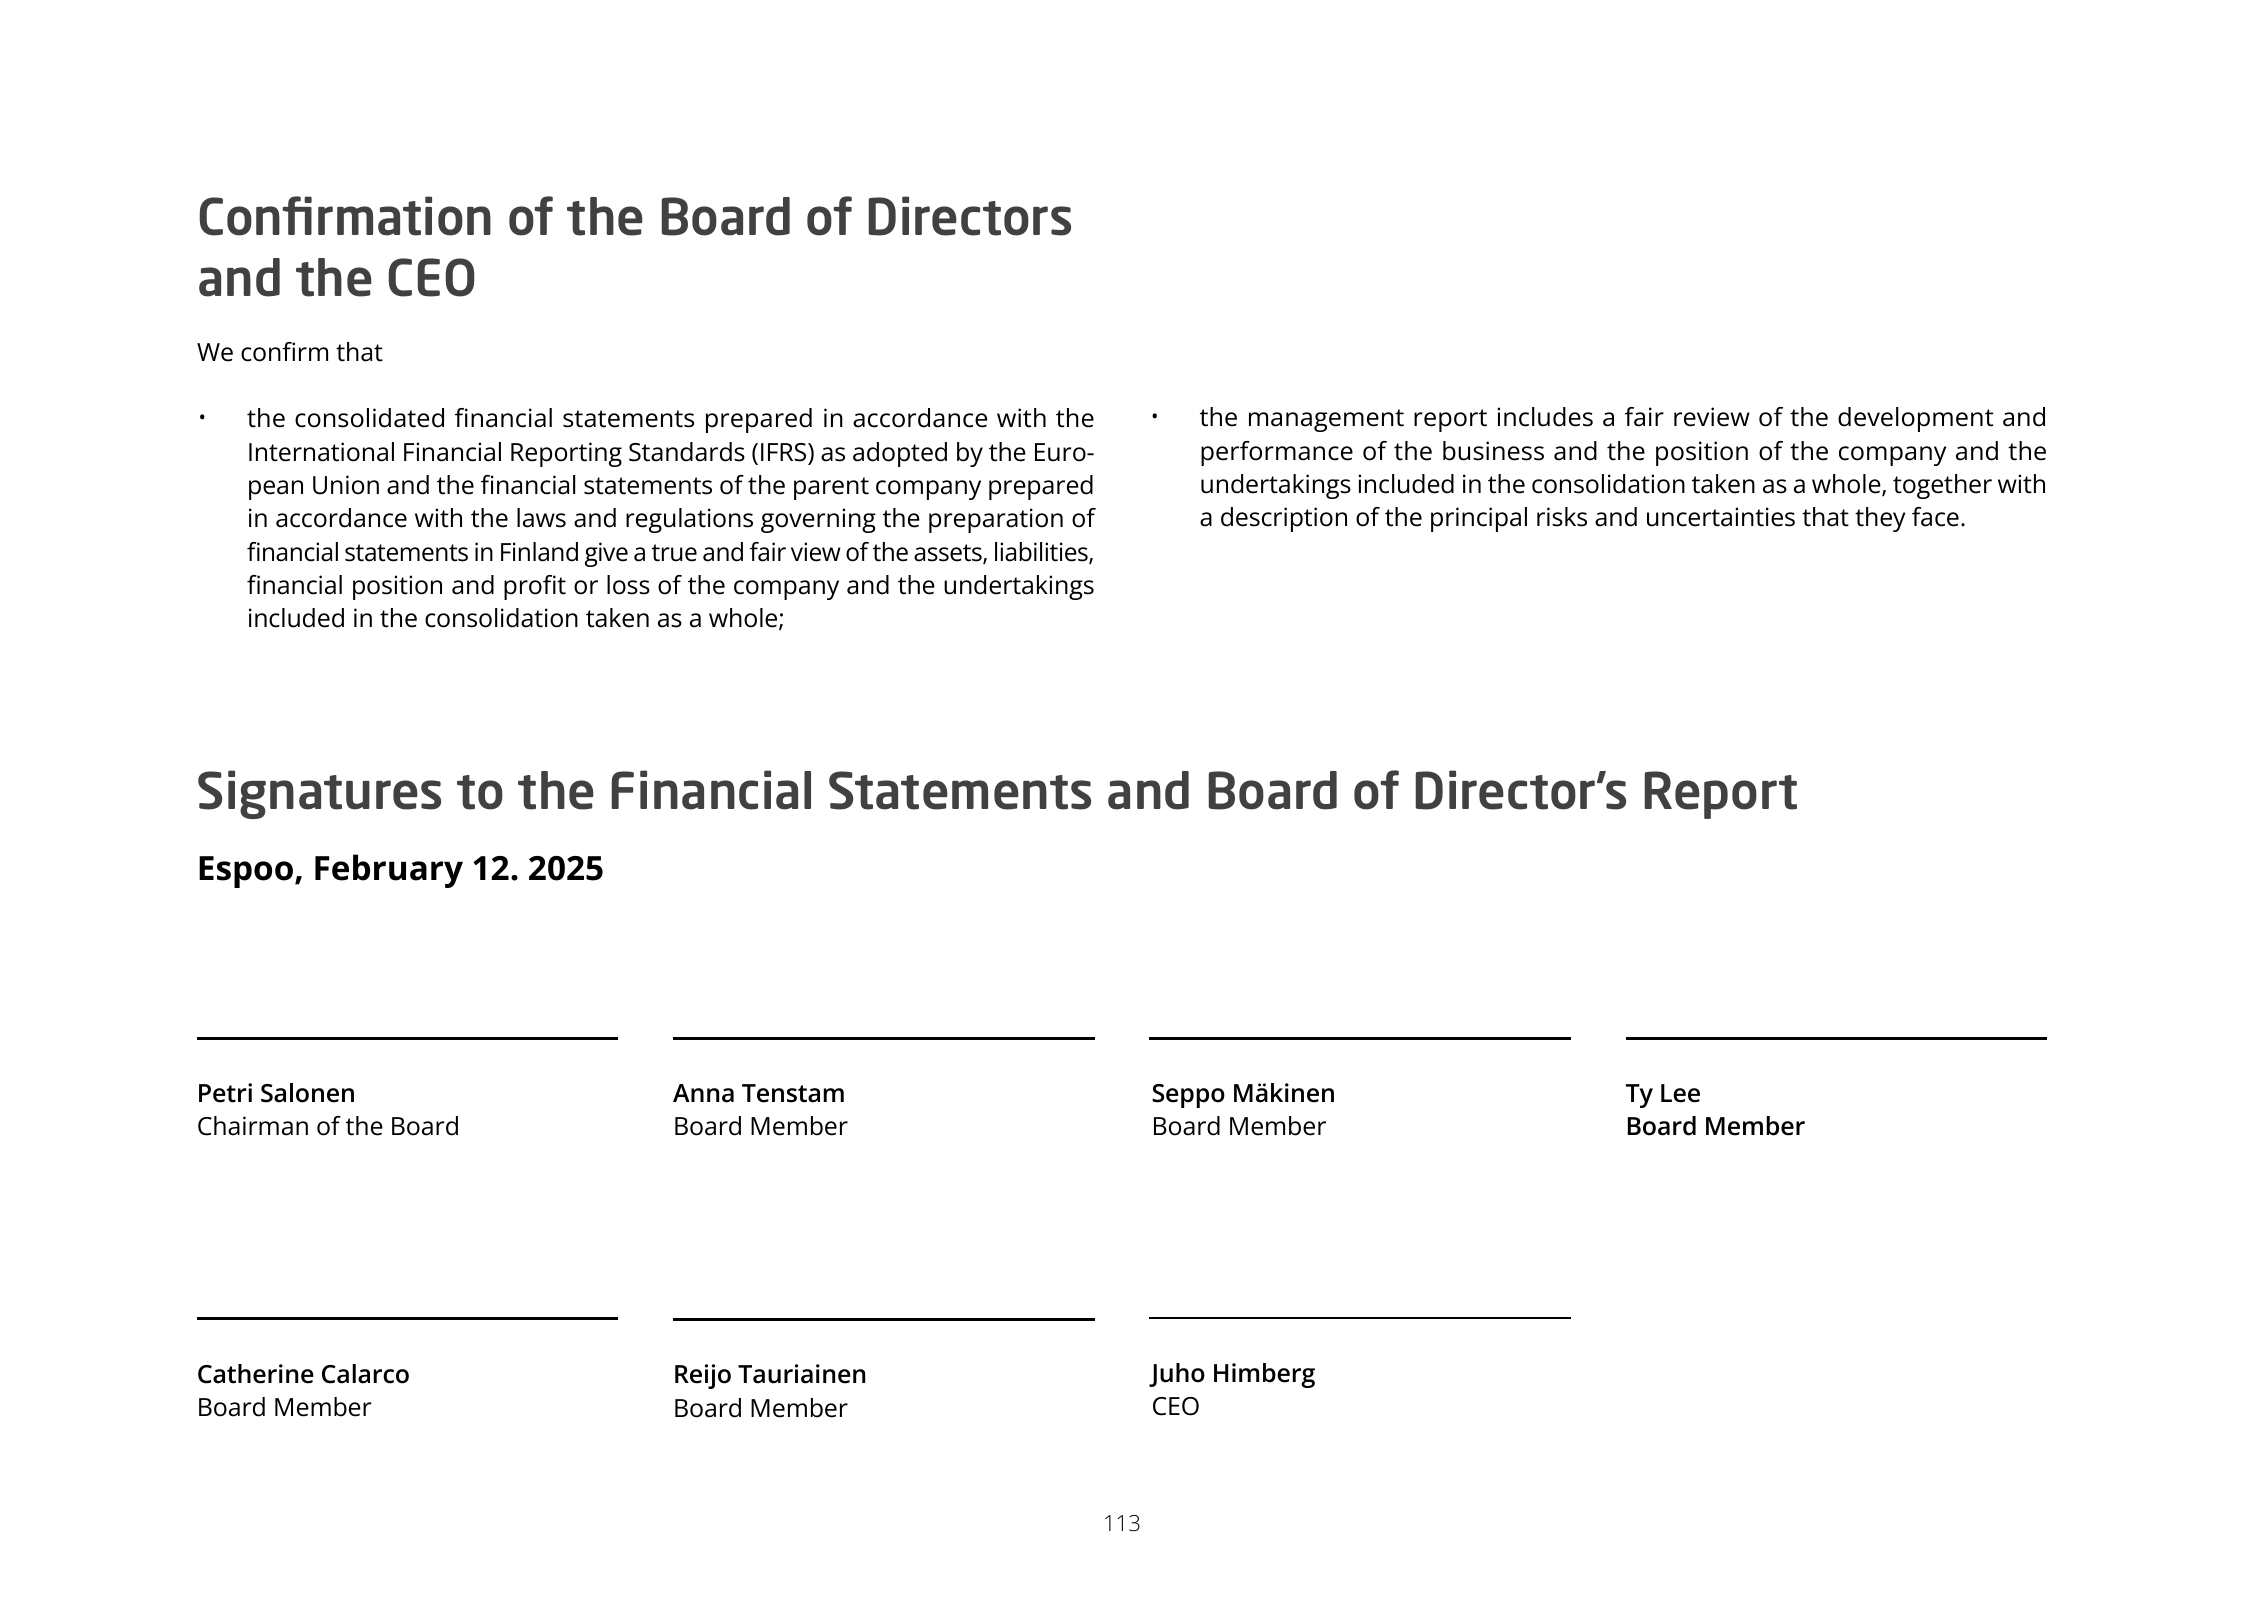 Confirmation of the Board of Directors
and the CEO
We confirm that
· the consolidated financial statements prepared in accordance with the
International Financial Reporting Standards (IFRS) as adopted by the Euro-
pean Union and the financial statements of the parent company prepared
in accordance with the laws and regulations governing the preparation of
financial statements in Finland give a true and fair view of the assets, liabilities,
financial position and profit or loss of the company and the undertakings
included in the consolidation taken as a whole;
· the management report includes a fair review of the development and
performance of the business and the position of the company and the
undertakings included in the consolidation taken as a whole, together with
a description of the principal risks and uncertainties that they face.
Signatures to the Financial Statements and Board of Director’s Report
Espoo, February 12. 2025
Petri Salonen
Chairman of the Board
Anna Tenstam
Board Member
Seppo Mäkinen
Board Member
Ty Lee
Board Member
Catherine Calarco
Board Member
Reijo Tauriainen
Board Member
Juho Himberg
CEO
113